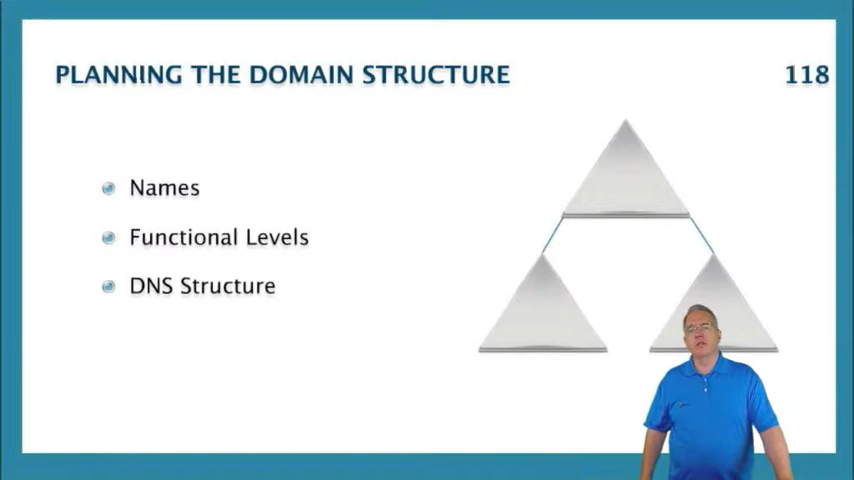 PLANNING THE DOMAIN STRUCTURE 118
Names
Functional Levels
DNS Structure